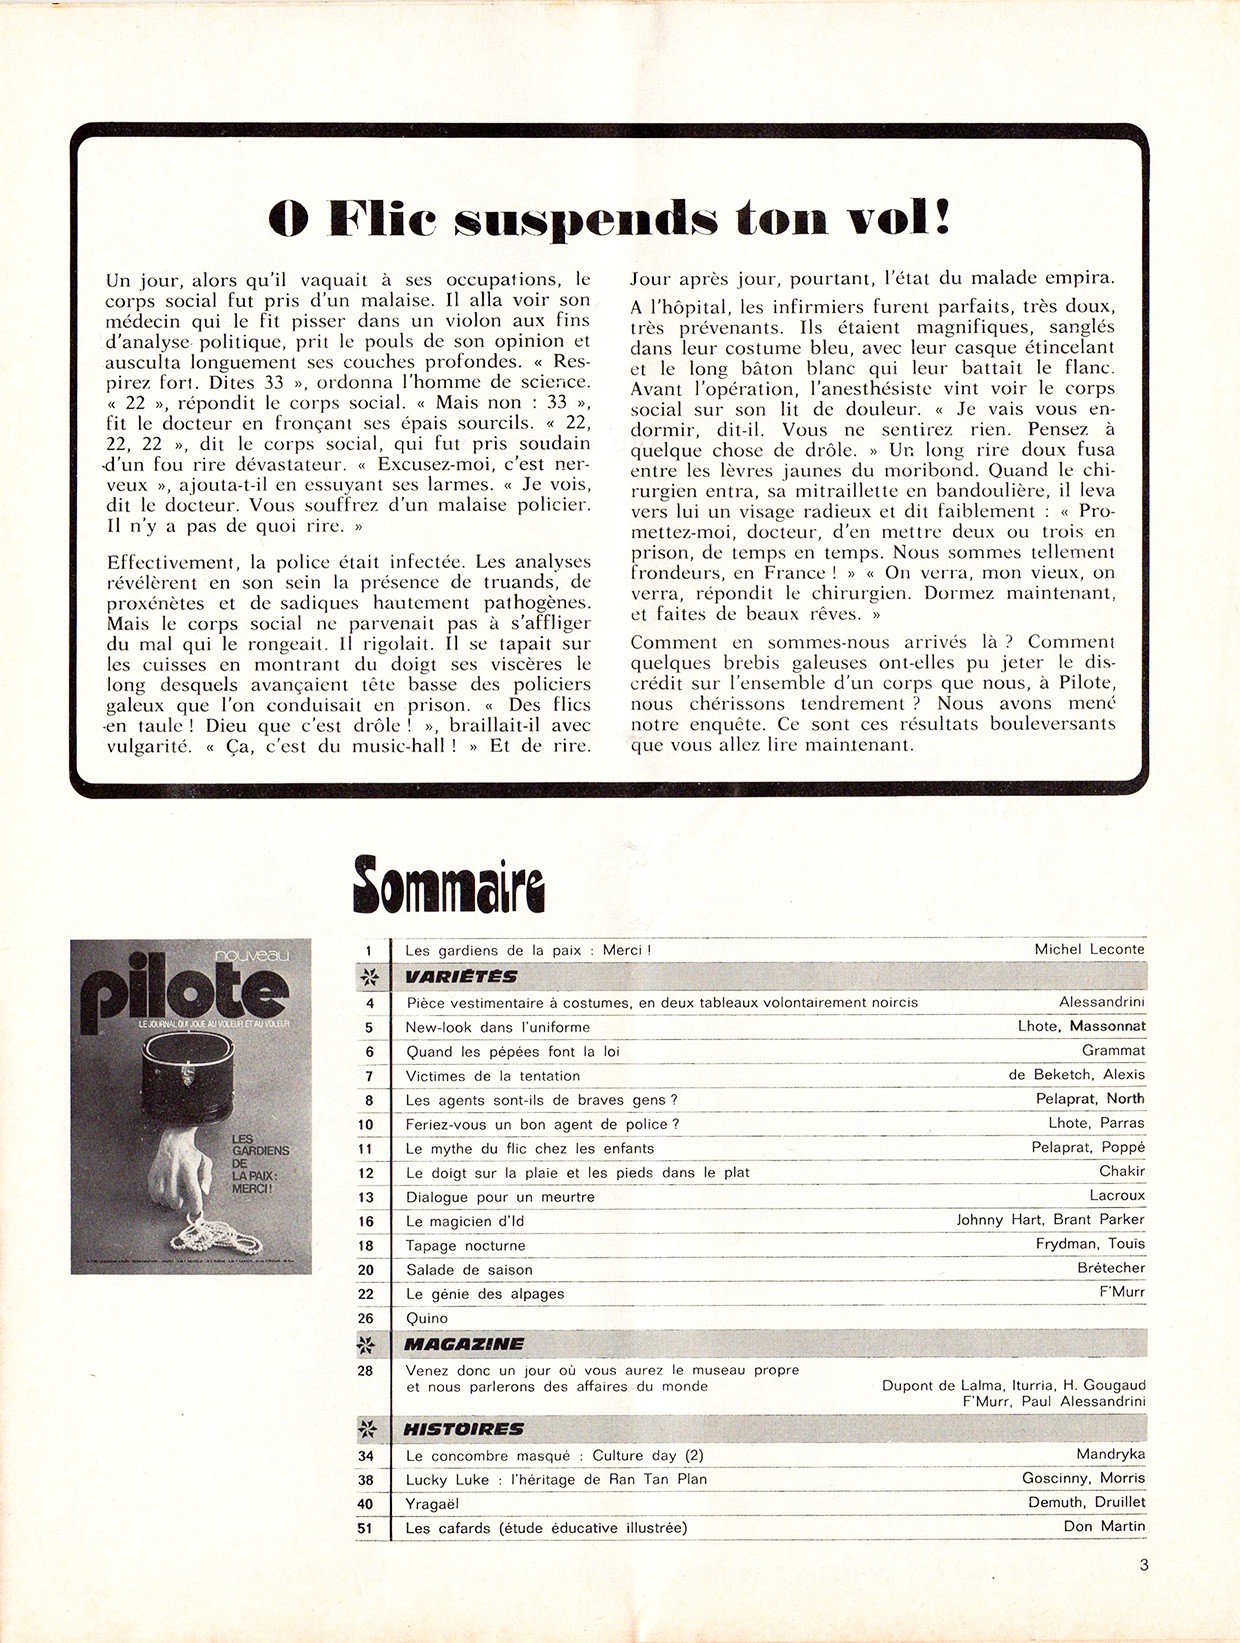 O Flic suspends ton vol!
Un jour, alors qu'il vaquait à ses occupations, le
corps social fut pris d'un malaise. Il alla voir son
médecin qui le fit pisser dans un violon aux fins
d'analyse politique, prit le pouls de son opinion et
ausculta longuement ses couches profondes. « Res-
pirez fort. Dites 33 », ordonna l'homme de science.
« 22 », répondit le corps social. « Mais non : 33 »,
fit le docteur en fronçant ses épais sourcils. « 22,
22, 22 », dit le corps social, qui fut pris soudain
d'un fou rire dévastateur. « Excusez-moi, c'est ner-
veux », ajouta-t-il en essuyant ses larmes. « Je vois,
dit le docteur. Vous souffrez d'un malaise policier.
Il n'y a pas de quoi rire. »
Effectivement, la police était infectée. Les analyses
révélèrent en son sein la présence de truands, de
proxénètes et de sadiques hautement pathogènes.
Mais le corps social ne parvenait pas à s'affliger
du mal qui le rongeait. Il rigolait. Il se tapait sur
les cuisses en montrant du doigt ses viscères le
long desquels avançaient tête basse des policiers
galeux que l'on conduisait en prison. « Des flics
en taule ! Dieu que c'est drôle ! », braillait-il avec
vulgarité. « Ça, c'est du music-hall ! » Et de rire.
Jour après jour, pourtant, l'état du malade empira.
A l'hôpital, les infirmiers furent parfaits, très doux,
très prévenants. Ils étaient magnifiques, sanglés
dans leur costume bleu, avec leur casque étincelant
et le long bâton blanc qui leur battait le flanc.
Avant l'opération, l'anesthésiste vint voir le corps
social sur son lit de douleur. « Je vais vous en-
dormir, dit-il. Vous ne sentirez rien. Pensez à
quelque chose de drôle. » Un long rire doux fusa
entre les lèvres jaunes du moribond. Quand le chi-
rurgien entra, sa mitraillette en bandoulière, il leva
vers lui un visage radieux et dit faiblement : « Pro-
mettez-moi, docteur, d'en mettre deux ou trois en
prison, de temps en temps. Nous sommes tellement
frondeurs, en France ! » « On verra, mon vieux, on
verra, répondit le chirurgien. Dormez maintenant,
et faites de beaux rêves. »
Comment en sommes-nous arrivés là ? Comment
quelques brebis galeuses ont-elles pu jeter le dis-
crédit sur l'ensemble d'un corps que nous, à Pilote,
nous chérissons tendrement ? Nous avons mené
notre enquête. Ce sont ces résultats bouleversants
que vous allez lire maintenant.
Sommaire
nouveau
pilote
LE JOURNAL QUI JOUE AU VOLEUR ET AU VOLEUR
LES
GARDIENS
DE
LA PAIX :
MERCI !
1 Les gardiens de la paix : Merci ! Michel Leconte
VARIÉTÉS
4 Pièce vestimentaire à costumes, en deux tableaux volontairement noircis Alessandrini
5 New-look dans l'uniforme Lhote, Massonnat
6 Quand les pépées font la loi Grammat
7 Victimes de la tentation de Beketch, Alexis
8 Les agents sont-ils de braves gens ? Pelaprat, North
10 Feriez-vous un bon agent de police ? Lhote, Parras
11 Le mythe du flic chez les enfants Pelaprat, Poppé
12 Le doigt sur la plaie et les pieds dans le plat Chakir
13 Dialogue pour un meurtre Lacroux
16 Le magicien d'Id Johnny Hart, Brant Parker
18 Tapage nocturne Frydman, Touïs
20 Salade de saison Brétecher
22 Le génie des alpages F'Murr
26 Quino
MAGAZINE
28 Venez donc un jour où vous aurez le museau propre
et nous parlerons des affaires du monde Dupont de Lalma, Iturria, H. Gougaud
F'Murr, Paul Alessandrini
HISTOIRES
34 Le concombre masqué : Culture day (2) Mandryka
38 Lucky Luke : l'héritage de Ran Tan Plan Goscinny, Morris
40 Yragaël Demuth, Druillet
51 Les cafards (étude éducative illustrée) Don Martin
3